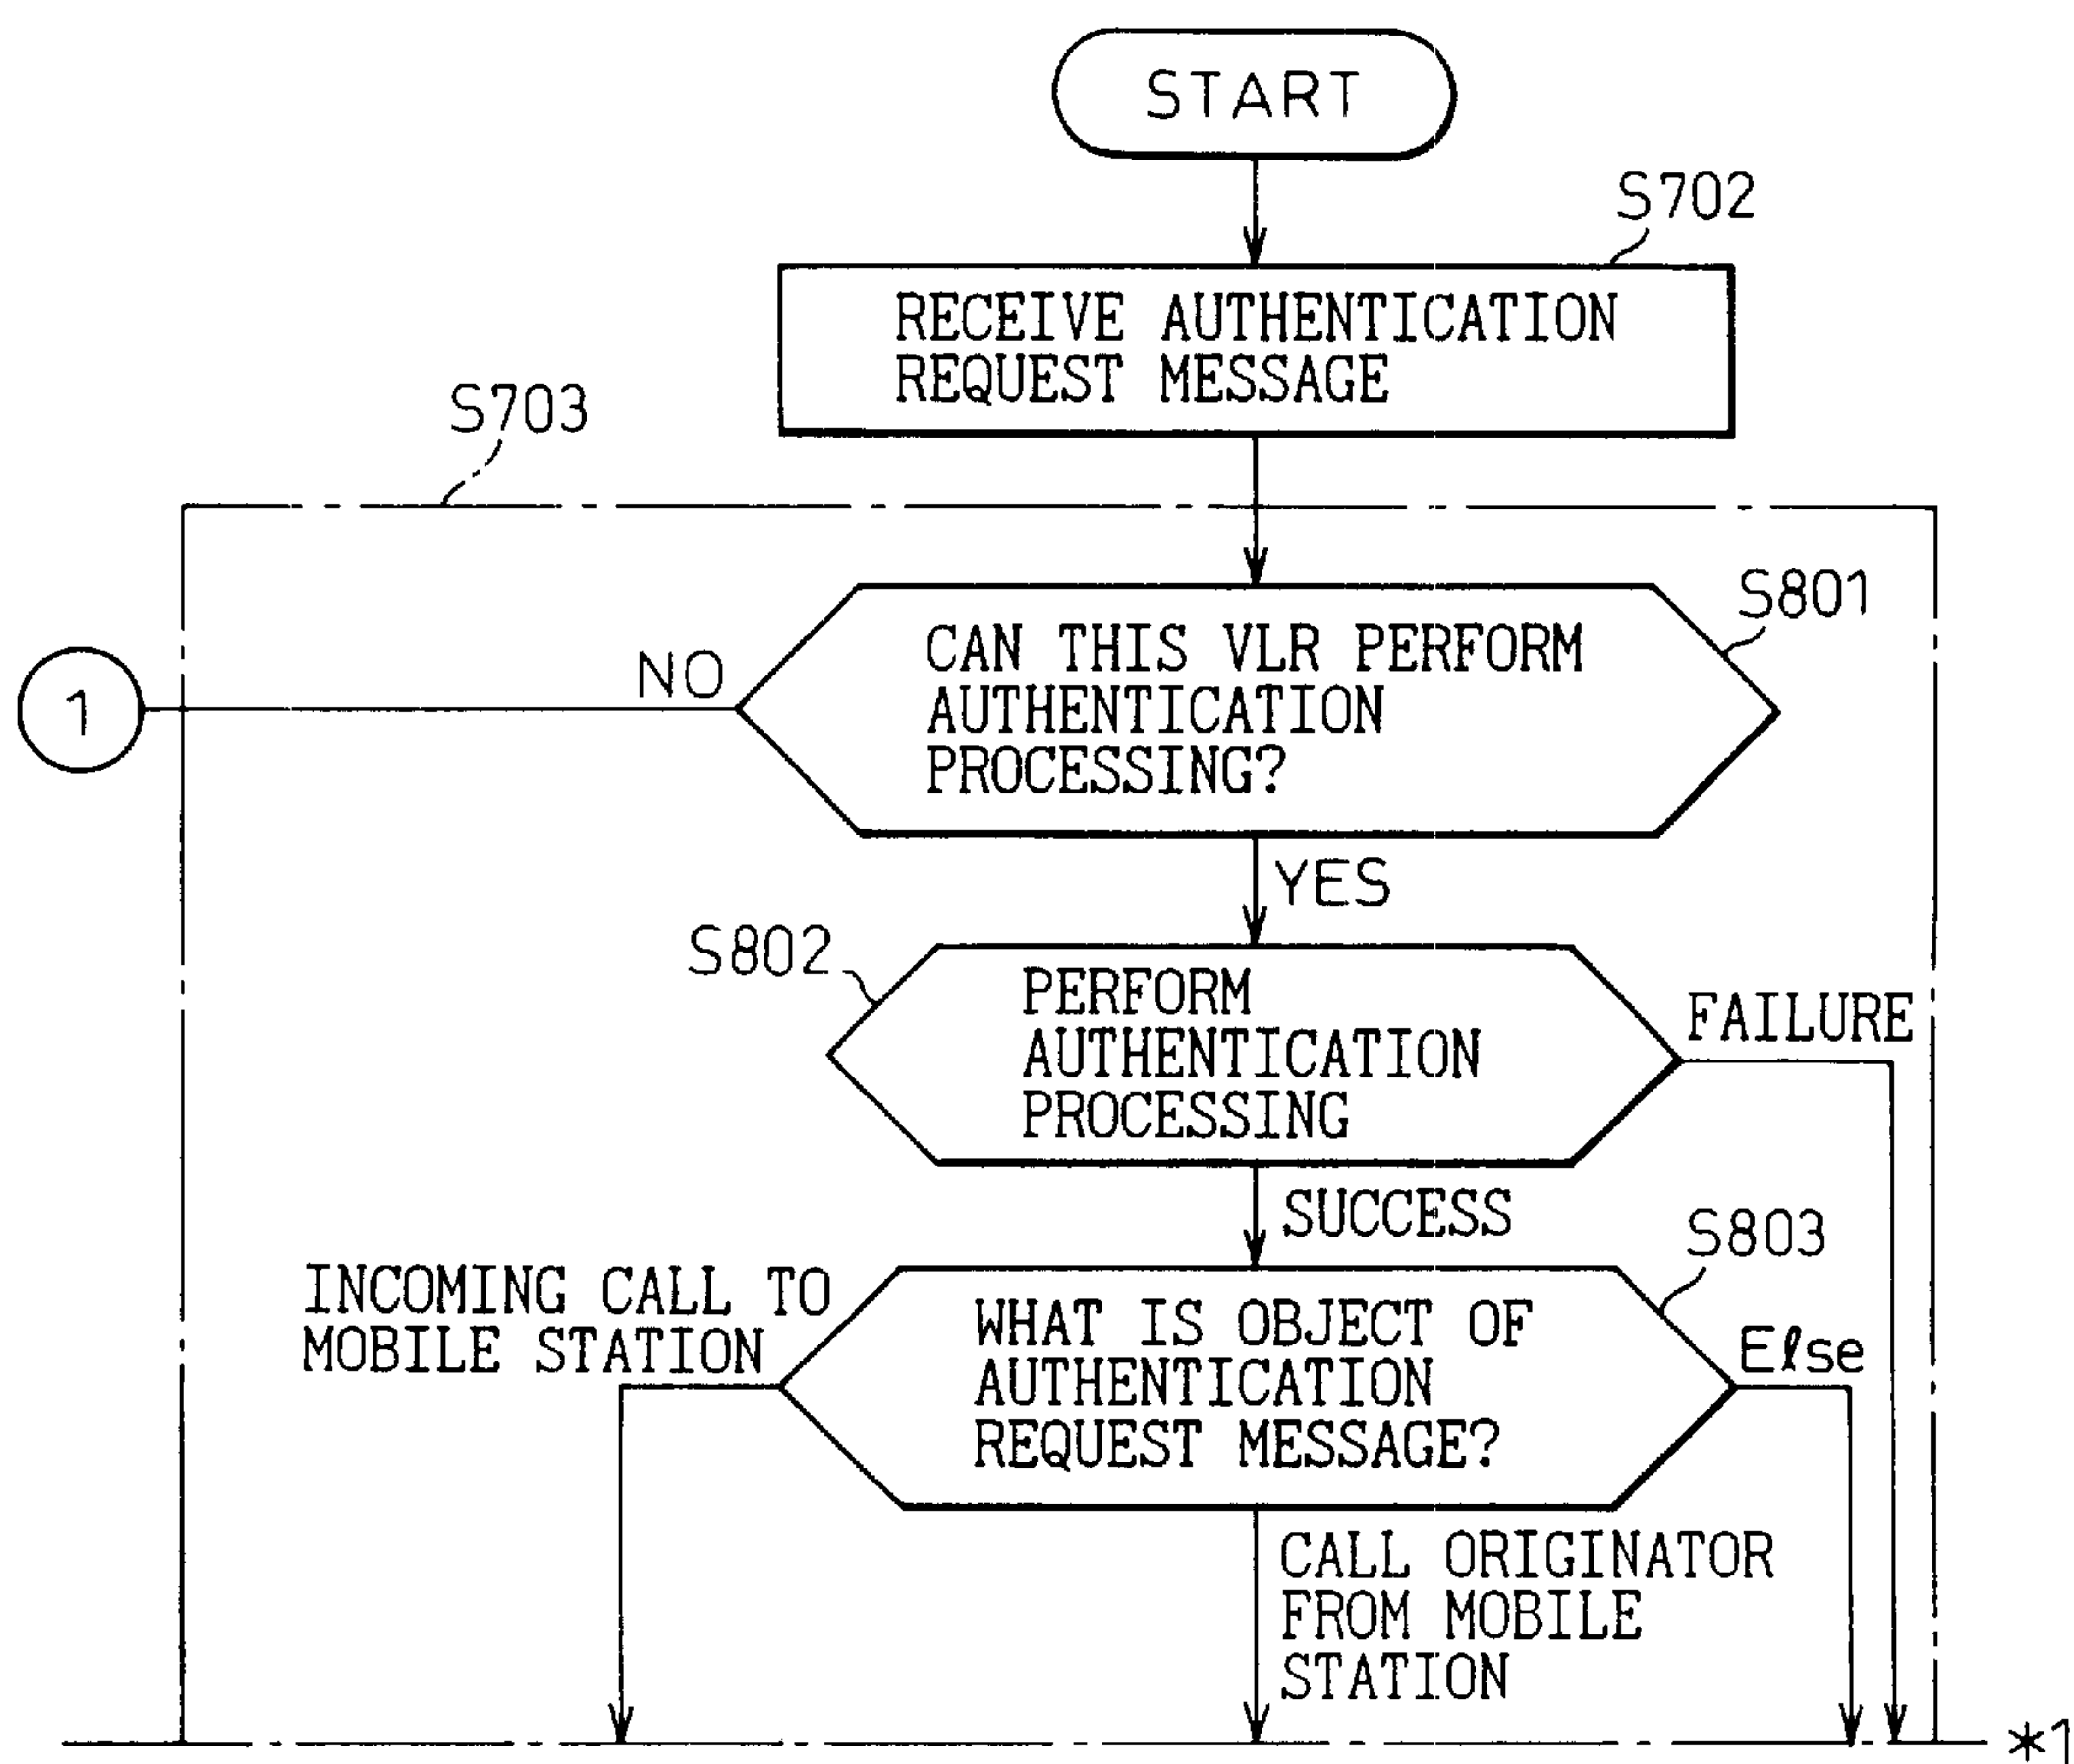 START
S702
RECEIVE AUTHENTICATION
REQUEST MESSAGE
S703
S801
CAN THIS VLR PERFORM
AUTHENTICATION
PROCESSING?
NO
1
YES
S802
PERFORM
AUTHENTICATION
PROCESSING
FAILURE
SUCCESS
S803
INCOMING CALL TO
MOBILE STATION
WHAT IS OBJECT OF
AUTHENTICATION
REQUEST MESSAGE?
Else
CALL ORIGINATOR
FROM MOBILE
STATION
*1